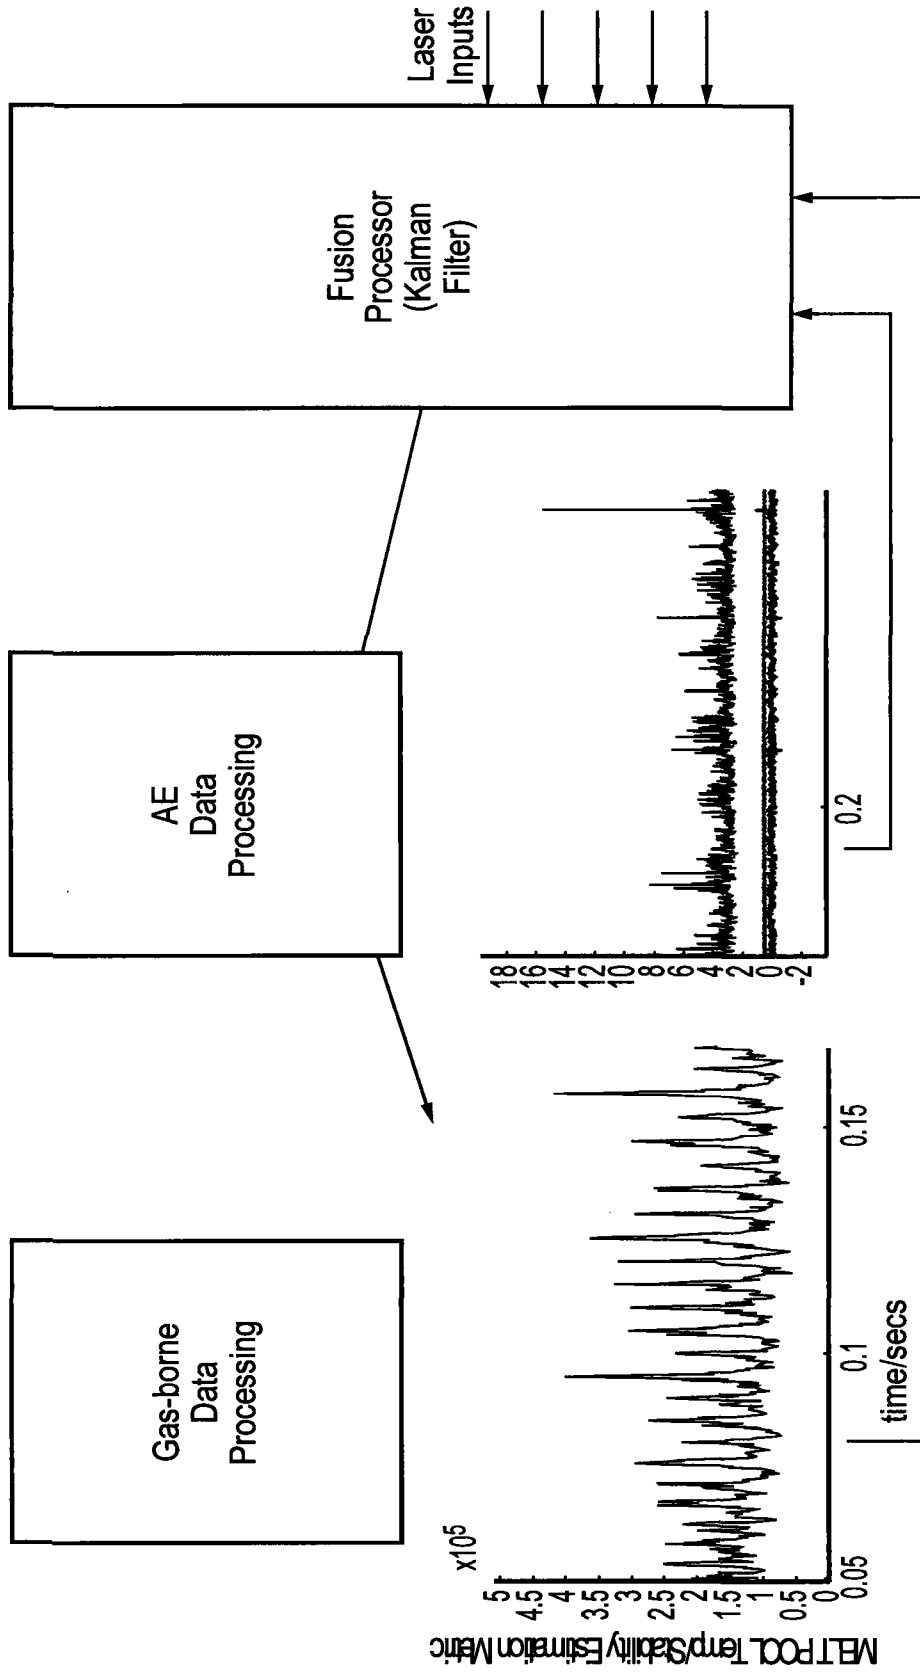 Gas-borne
Data
Processing
AE
Data
Processing
Fusion
Processor
(Kalman
Filter)
Laser
Inputs
MELT POOL Temp/Stability Estimation Metric
x10⁵
5
4.5
4
3.5
3
2.5
2
1.5
1
0.5
0
0.05
0.1
0.15
time/secs
18
16
14
12
10
8
6
4
2
0
-2
0.2